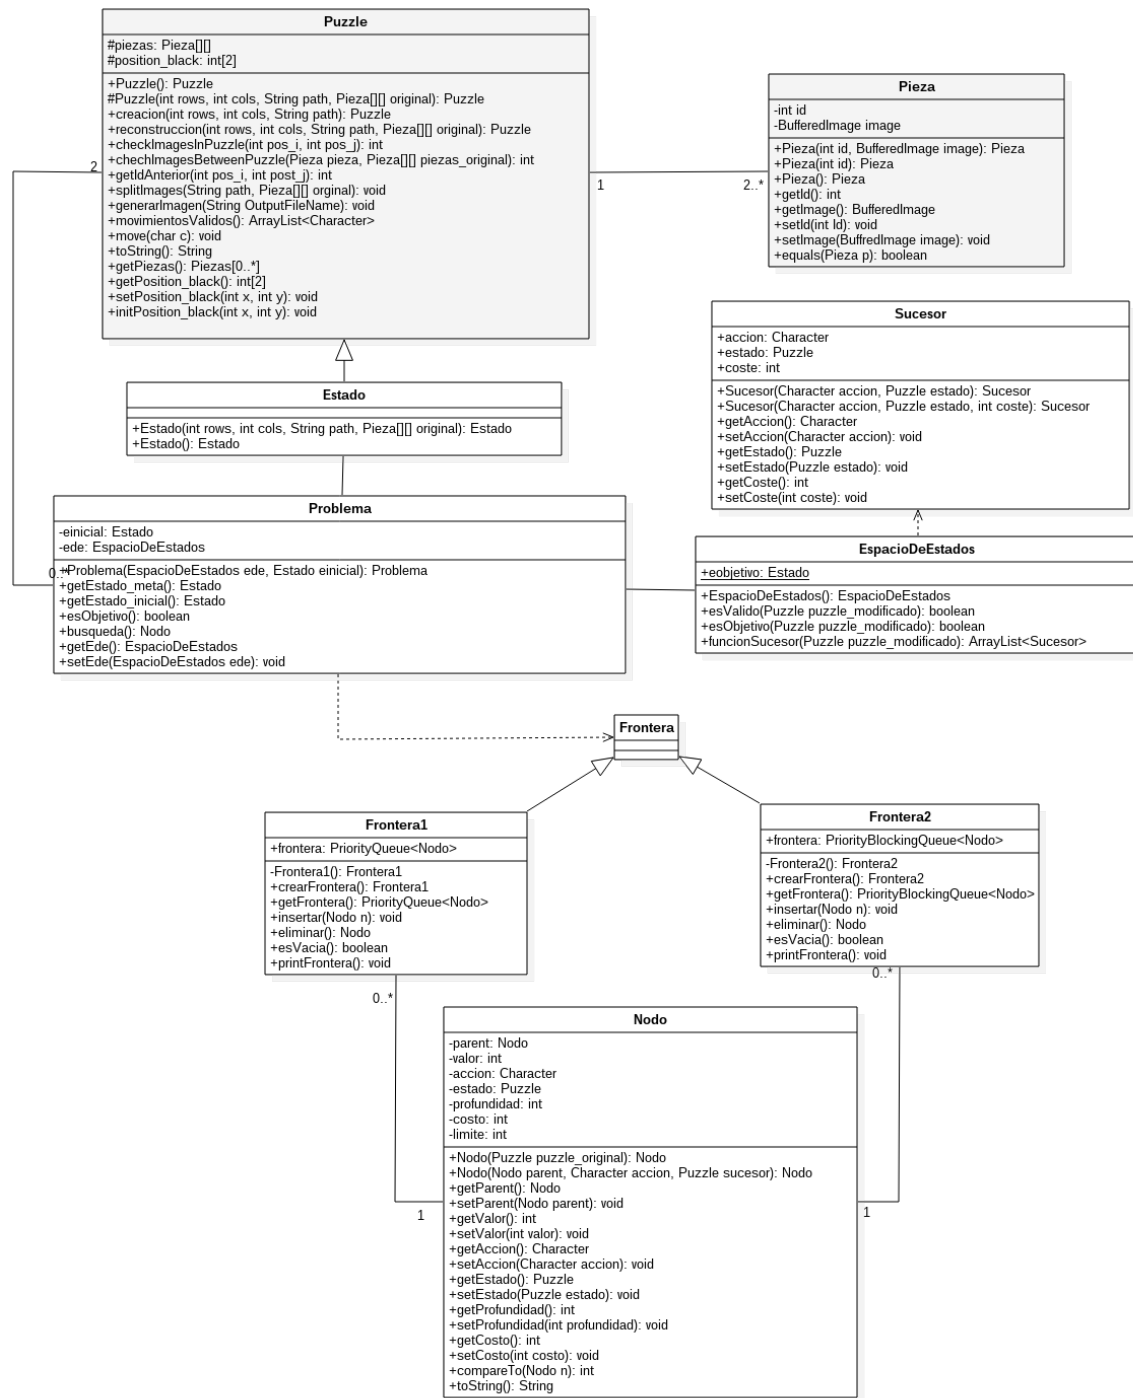 Puzzle
#piezas: Pieza[][]
#position_black: int[2]
+Puzzle(): Puzzle
#Puzzle(int rows, int cols, String path, Pieza[][] original): Puzzle
+creacion(int rows, int cols, String path): Puzzle
+reconstruccion(int rows, int cols, String path, Pieza[][] original): Puzzle
+checkImagesInPuzzle(int pos_i, int pos_j): int
+chechImagesBetweenPuzzle(Pieza pieza, Pieza[][] piezas_original): int
+getIdAnterior(int pos_i, int post_j): int
+splitImages(String path, Pieza[][] orginal): void
+generarImagen(String OutputFileName): void
+movimientosValidos(): ArrayList<Character>
+move(char c): void
+toString(): String
+getPiezas(): Piezas[0..*]
+getPosition_black(): int[2]
+setPosition_black(int x, int y): void
+initPosition_black(int x, int y): void
2
1
2..*
Pieza
-int id
-BufferedImage image
+Pieza(int id, BufferedImage image): Pieza
+Pieza(int id): Pieza
+Pieza(): Pieza
+getId(): int
+getImage(): BufferedImage
+setId(int Id): void
+setImage(BuffredImage image): void
+equals(Pieza p): boolean
Sucesor
+accion: Character
+estado: Puzzle
+coste: int
+Sucesor(Character accion, Puzzle estado): Sucesor
+Sucesor(Character accion, Puzzle estado, int coste): Sucesor
+getAccion(): Character
+setAccion(Character accion): void
+getEstado(): Puzzle
+setEstado(Puzzle estado): void
+getCoste(): int
+setCoste(int coste): void
Estado
+Estado(int rows, int cols, String path, Pieza[][] original): Estado
+Estado(): Estado
Problema
-einicial: Estado
-ede: EspacioDeEstados
0..*
+Problema(EspacioDeEstados ede, Estado einicial): Problema
+getEstado_meta(): Estado
+getEstado_inicial(): Estado
+esObjetivo(): boolean
+busqueda(): Nodo
+getEde(): EspacioDeEstados
+setEde(EspacioDeEstados ede): void
EspacioDeEstados
+eobjetivo: Estado
+EspacioDeEstados(): EspacioDeEstados
+esValido(Puzzle puzzle_modificado): boolean
+esObjetivo(Puzzle puzzle_modificado): boolean
+funcionSucesor(Puzzle puzzle_modificado): ArrayList<Sucesor>
Frontera
Frontera1
+frontera: PriorityQueue<Nodo>
-Frontera1(): Frontera1
+crearFrontera(): Frontera1
+getFrontera(): PriorityQueue<Nodo>
+insertar(Nodo n): void
+eliminar(): Nodo
+esVacia(): boolean
+printFrontera(): void
0..*
Frontera2
+frontera: PriorityBlockingQueue<Nodo>
-Frontera2(): Frontera2
+crearFrontera(): Frontera2
+getFrontera(): PriorityBlockingQueue<Nodo>
+insertar(Nodo n): void
+eliminar(): Nodo
+esVacia(): boolean
+printFrontera(): void
0..*
Nodo
-parent: Nodo
-valor: int
-accion: Character
-estado: Puzzle
-profundidad: int
-costo: int
-limite: int
+Nodo(Puzzle puzzle_original): Nodo
+Nodo(Nodo parent, Character accion, Puzzle sucesor): Nodo
+getParent(): Nodo
+setParent(Nodo parent): void
+getValor(): int
+setValor(int valor): void
+getAccion(): Character
+setAccion(Character accion): void
+getEstado(): Puzzle
+setEstado(Puzzle estado): void
+getProfundidad(): int
+setProfundidad(int profundidad): void
+getCosto(): int
+setCosto(int costo): void
+compareTo(Nodo n): int
+toString(): String
1
1